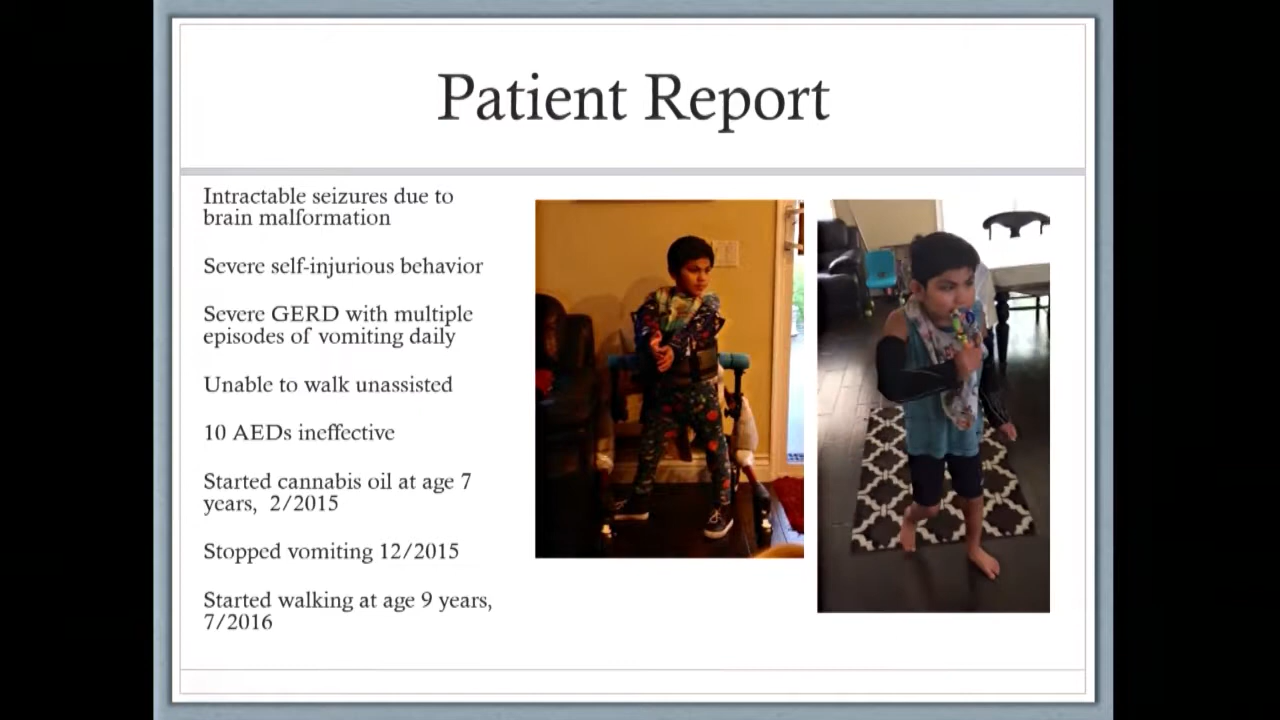 Patient Report
Intractable seizures due to
brain malformation
Severe self-injurious behavior
Severe GERD with multiple
episodes of vomiting daily
Unable to walk unassisted
10 AEDs ineffective
Started cannabis oil at age 7
years, 2/2015
Stopped vomiting 12/2015
Started walking at age 9 years,
7/2016